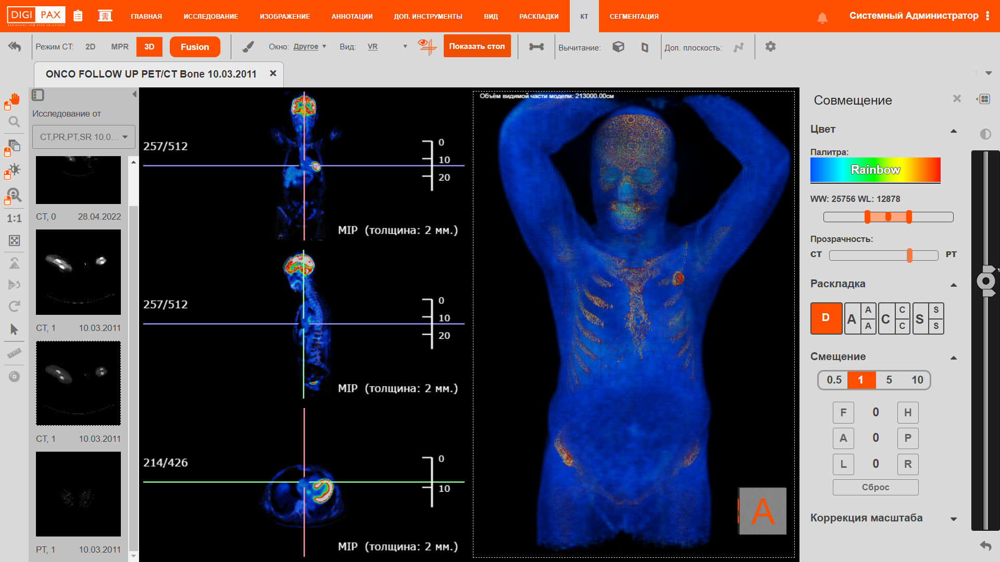 DIGI PAX
RADIOLOGY AND PACS SOLUTIONS
ГЛАВНАЯ ИССЛЕДОВАНИЕ ИЗОБРАЖЕНИЕ АННОТАЦИИ ДОП. ИНСТРУМЕНТЫ ВИД РАСКЛАДКИ КТ СЕГМЕНТАЦИЯ
Системный Администратор
Режим СТ: 2D MPR 3D Fusion Окно: Другое Вид: VR Показать стол Вычитание: Доп. плоскость:
ONCO FOLLOW UP PET/CT Bone 10.03.2011
1:1
Исследование от
CT,PR,PT,SR 10.0...
CT, 0 28.04.2022
CT, 1 10.03.2011
CT, 1 10.03.2011
PT, 1 10.03.2011
257/512
0
10
20
MIP (толщина: 2 мм.)
257/512
0
10
20
MIP (толщина: 2 мм.)
214/426
0
10
MIP (толщина: 2 мм.)
Объём видимой части модели: 213000.00см
A
Совмещение
Цвет
Палитра:
Rainbow
WW: 25756 WL: 12878
Прозрачность:
CT PT
Раскладка
D A A A C C C S S S
Смещение
0.5 1 5 10
F 0 H
A 0 P
L 0 R
Сброс
Коррекция масштаба